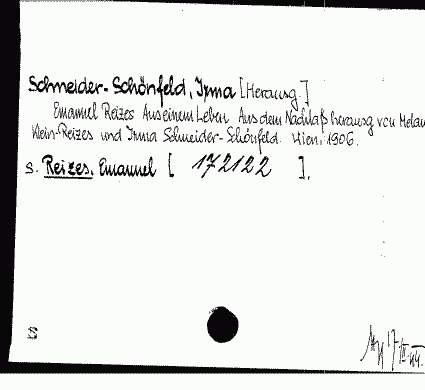 Schneider-Schönfeld, Irma [Herausg.]
Emanuel Reizes Aus einem Leben. Aus dem Nachlaß herausg von Melan
Klein-Reizes und Irma Schneider-Schönfeld. Wien. 1906.
s. Reizes, Emanuel [ 172122 ].
S